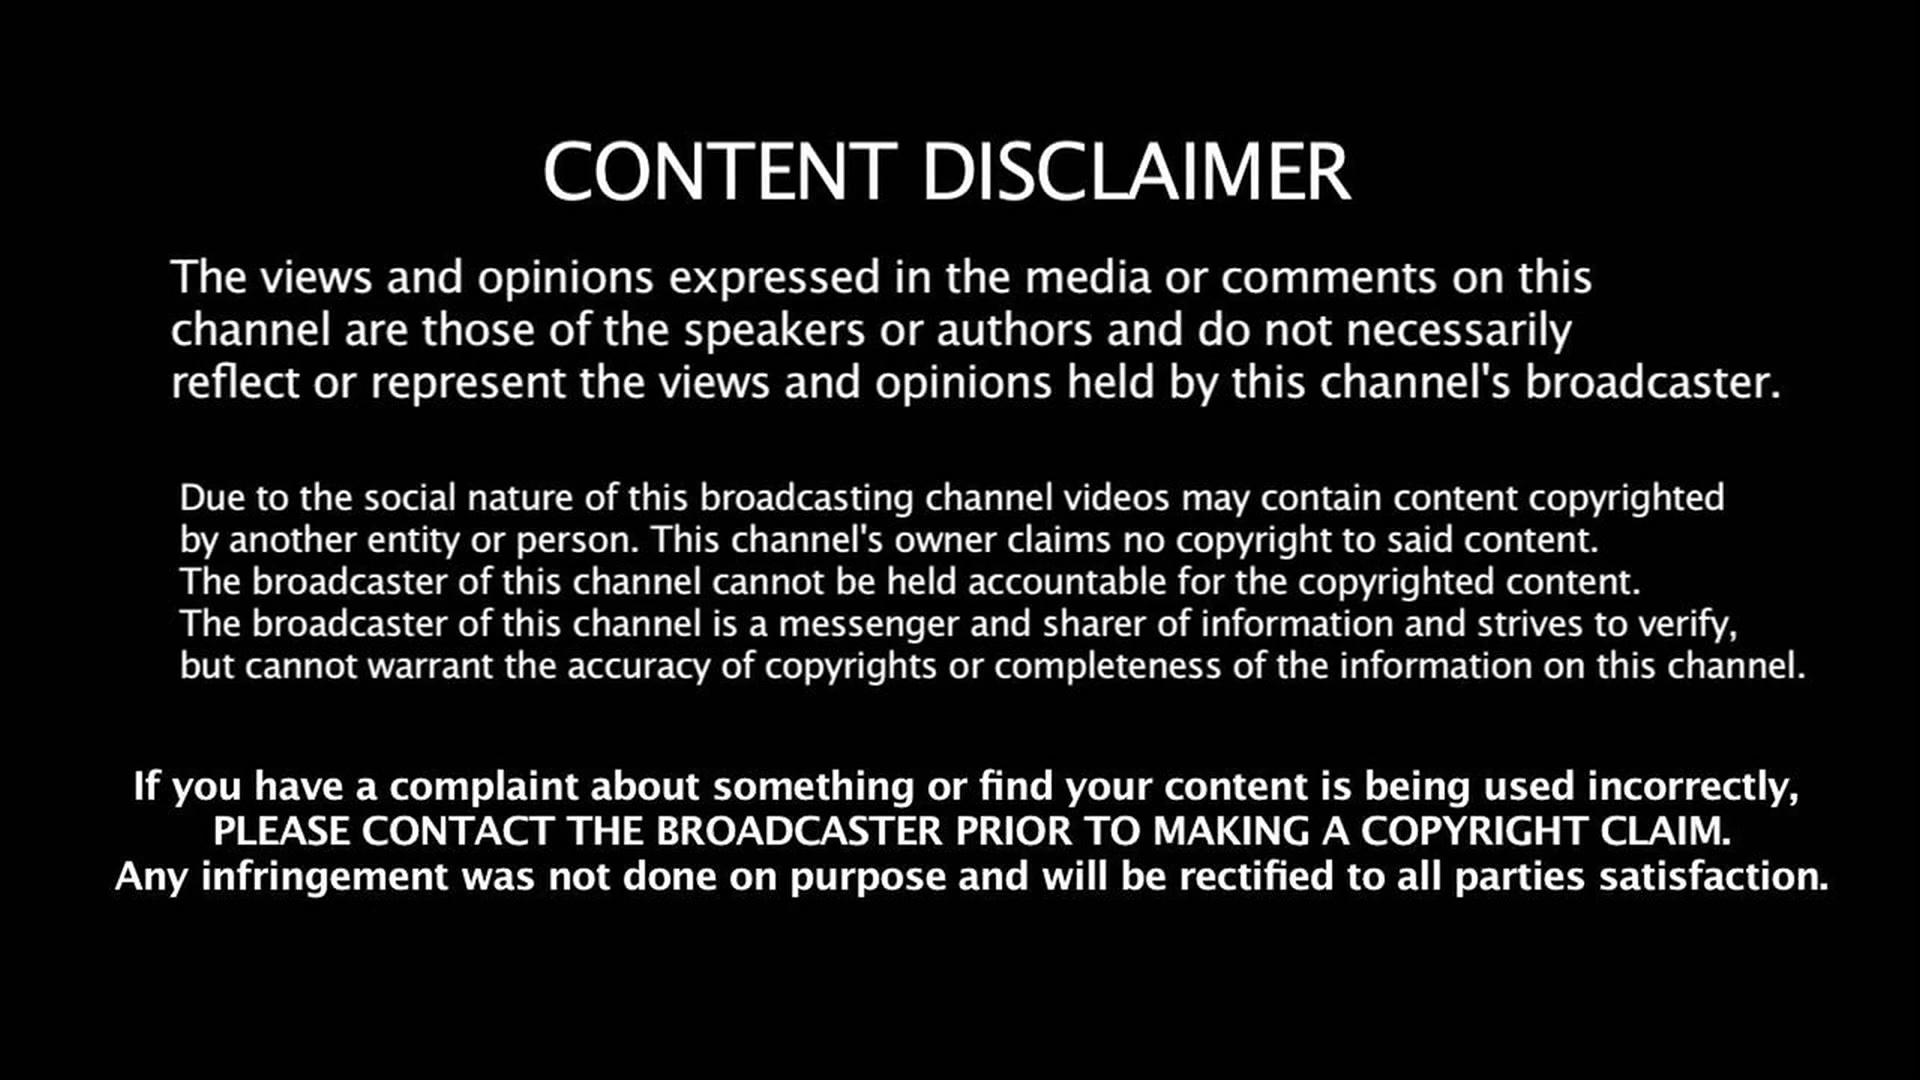 CONTENT DISCLAIMER
The views and opinions expressed in the media or comments on this
channel are those of the speakers or authors and do not necessarily
reflect or represent the views and opinions held by this channel's broadcaster.
Due to the social nature of this broadcasting channel videos may contain content copyrighted
by another entity or person. This channel's owner claims no copyright to said content.
The broadcaster of this channel cannot be held accountable for the copyrighted content.
The broadcaster of this channel is a messenger and sharer of information and strives to verify,
but cannot warrant the accuracy of copyrights or completeness of the information on this channel.
If you have a complaint about something or find your content is being used incorrectly,
PLEASE CONTACT THE BROADCASTER PRIOR TO MAKING A COPYRIGHT CLAIM.
Any infringement was not done on purpose and will be rectified to all parties satisfaction.